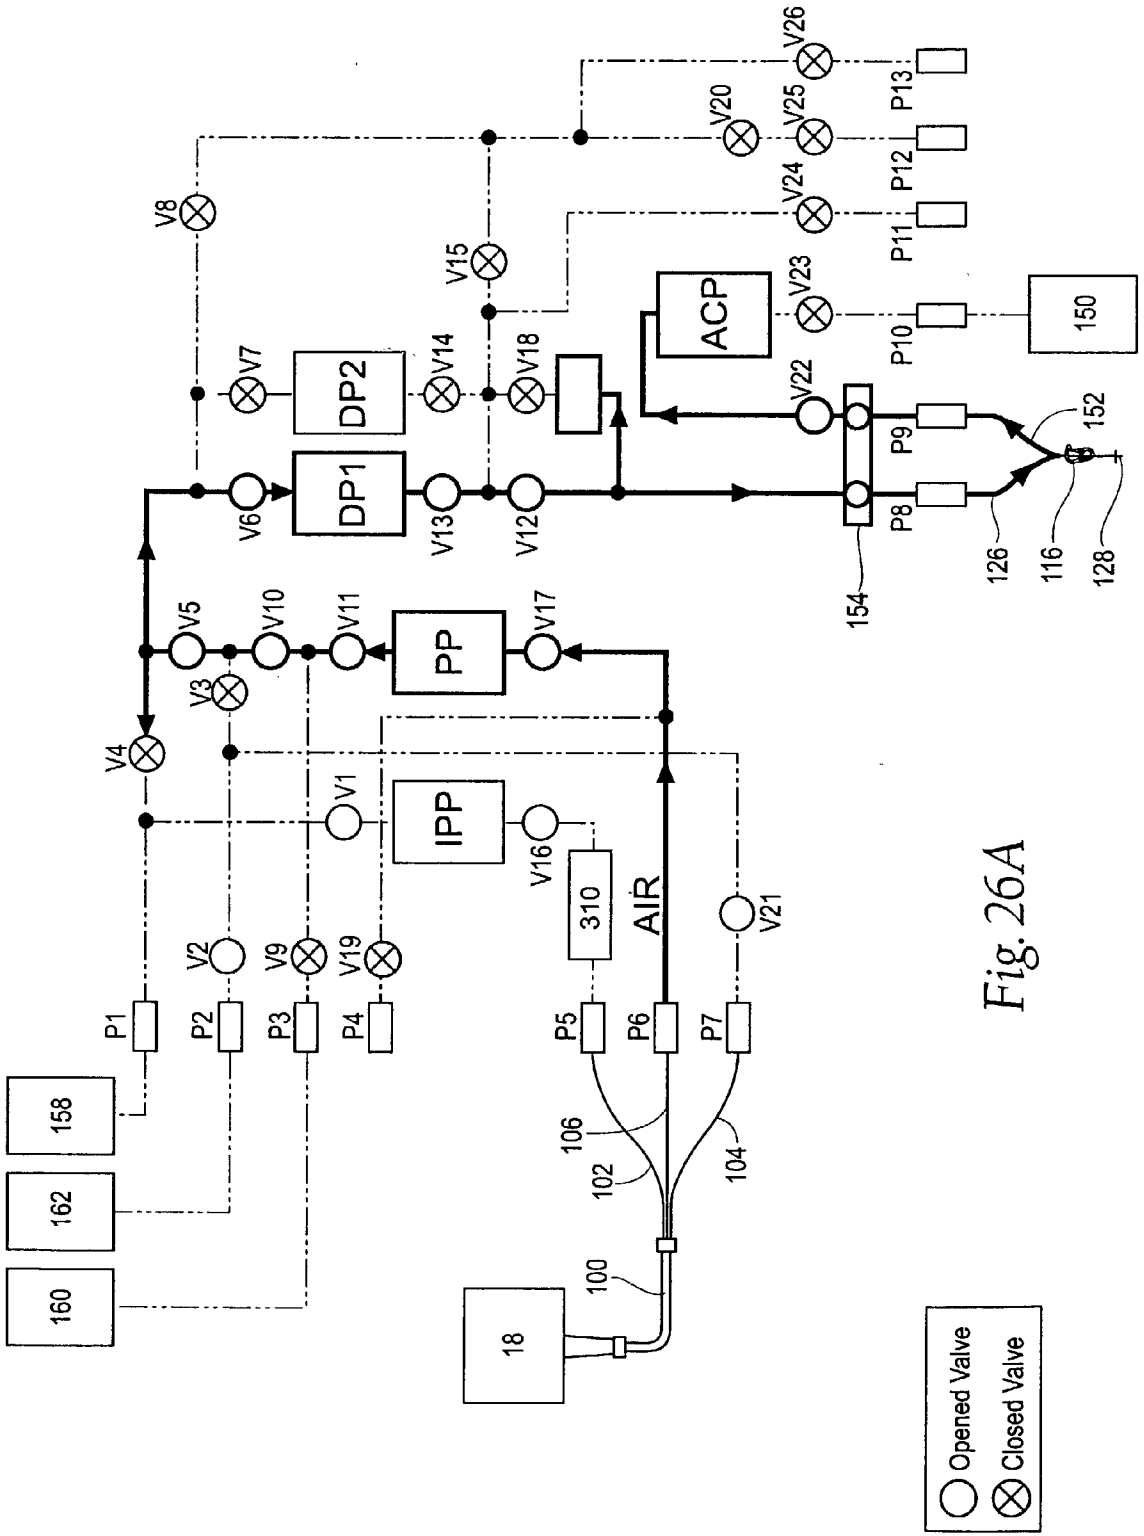 158
162
160
P1
P2
P3
P4
V2
V9
V19
V4
V3
V5
V10
V11
PP
V17
V1
IPP
V16
310
AIR
P5
P6
P7
V21
102
106
104
100
18
V6
DP1
V13
V12
V7
DP2
V14
V18
V8
V15
ACP
V22
V23
V24
V20
V25
V26
154
P8
P9
P10
P11
P12
P13
150
126
116
128
152
Opened Valve
Closed Valve
Fig. 26A